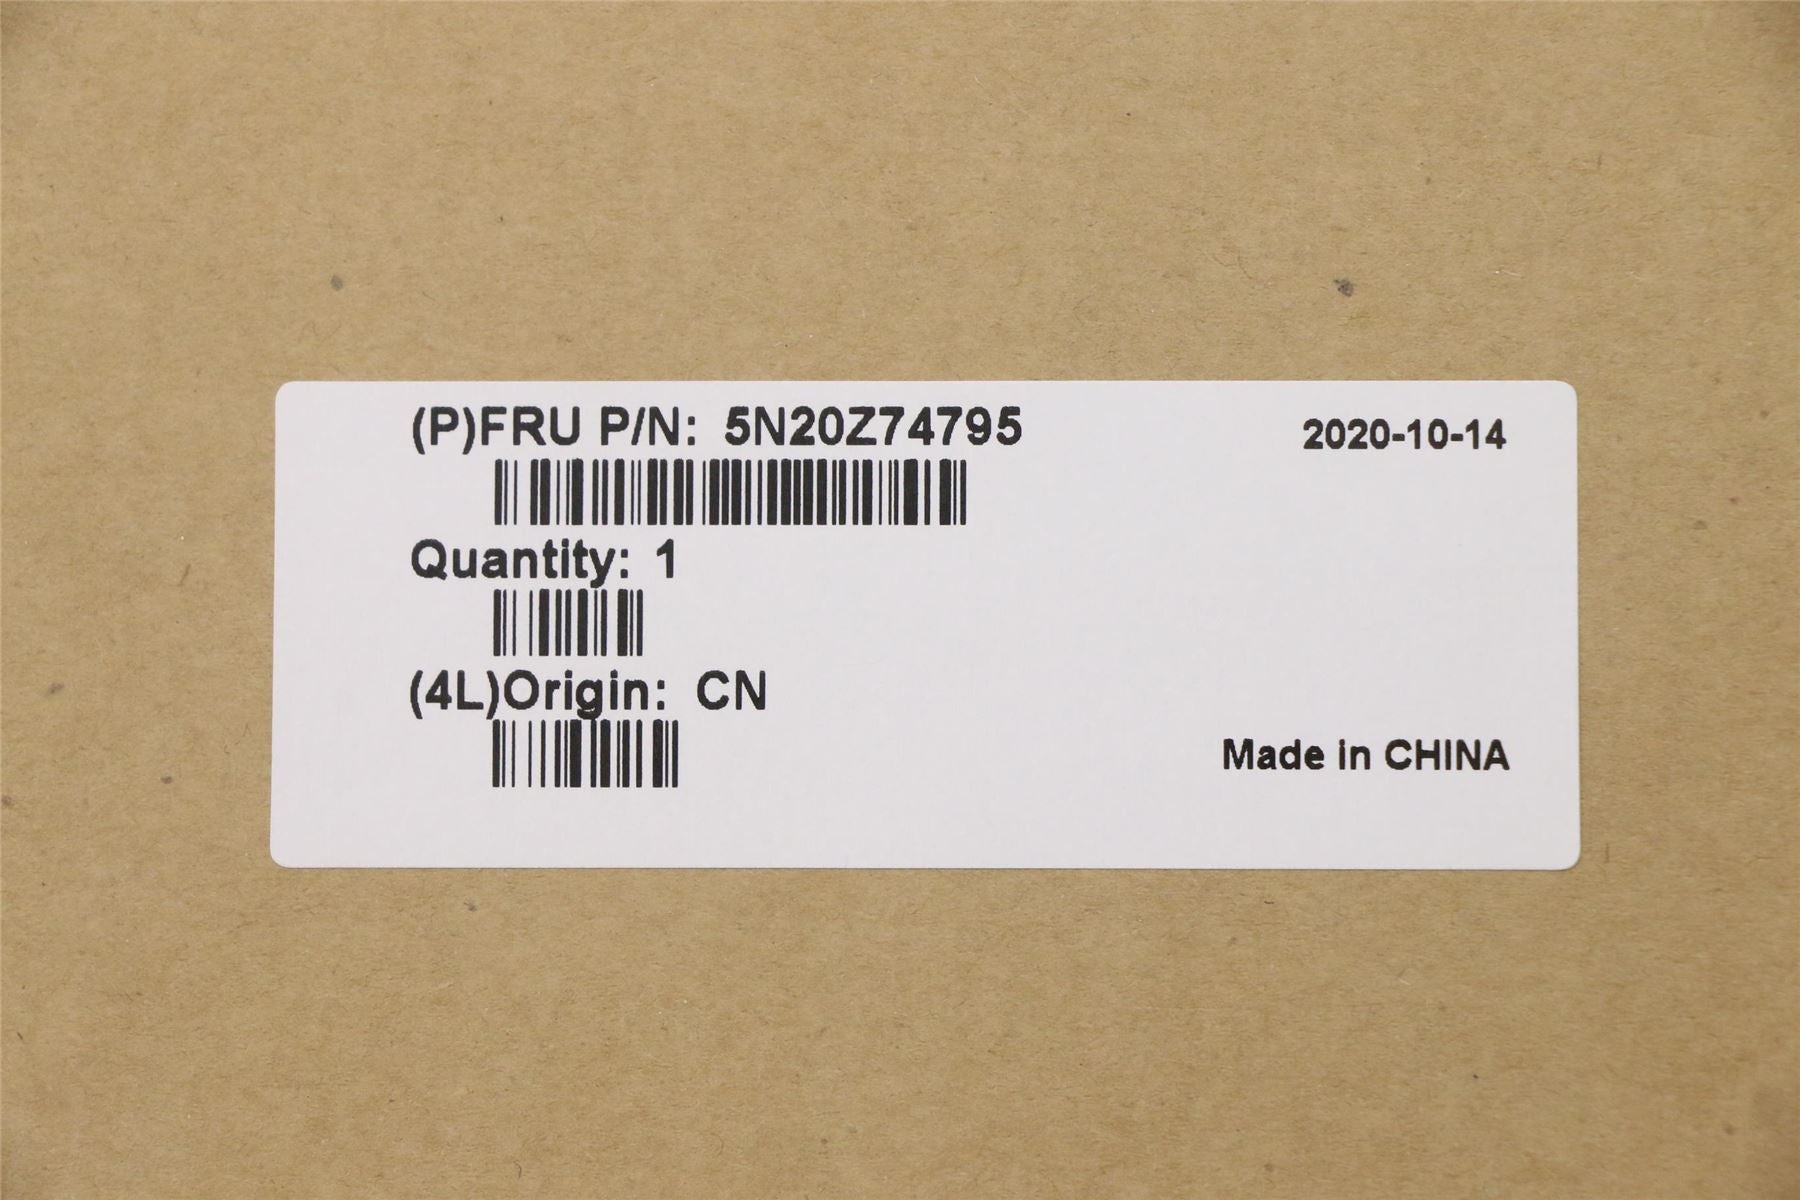 (P)FRU P/N: 5N20Z74795
2020-10-14
Quantity: 1
(4L)Origin: CN
Made in CHINA